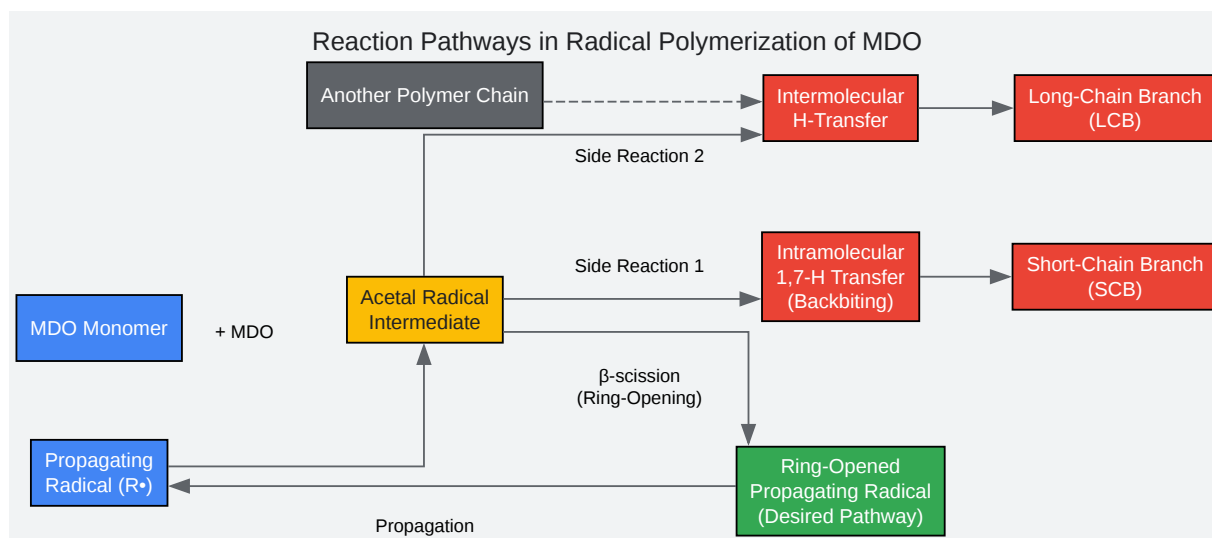 Reaction Pathways in Radical Polymerization of MDO
Another Polymer Chain
Intermolecular
H-Transfer
Long-Chain Branch
(LCB)
Side Reaction 2
Side Reaction 1
Intramolecular
1,7-H Transfer
(Backbiting)
Short-Chain Branch
(SCB)
Acetal Radical
Intermediate
MDO Monomer
+ MDO
β-scission
(Ring-Opening)
Propagating
Radical (R•)
Ring-Opened
Propagating Radical
(Desired Pathway)
Propagation